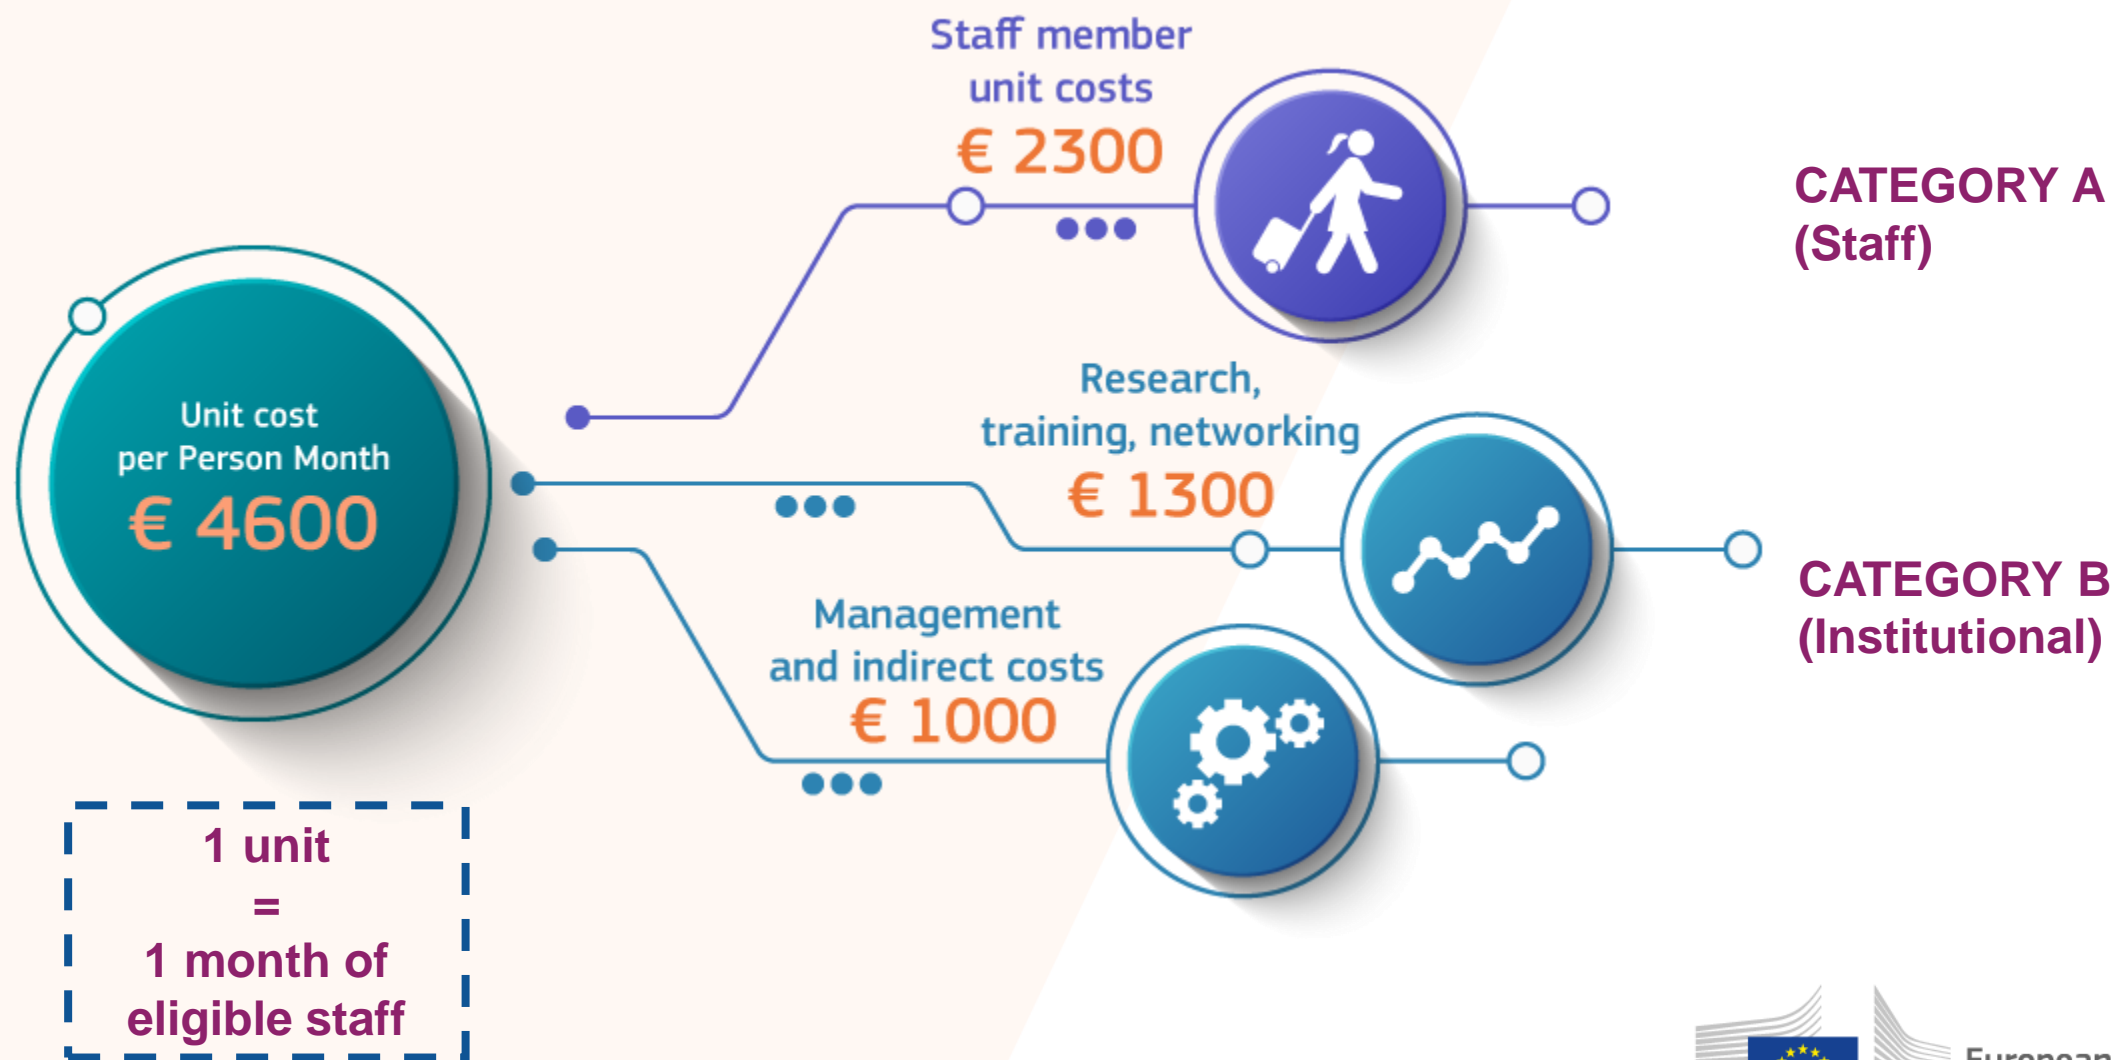 Staff member
unit costs
€ 2300
CATEGORY A
(Staff)
Unit cost
per Person Month
€ 4600
Research,
training, networking
€ 1300
CATEGORY B
(Institutional)
Management
and indirect costs
€ 1000
1 unit
=
1 month of
eligible staff
European